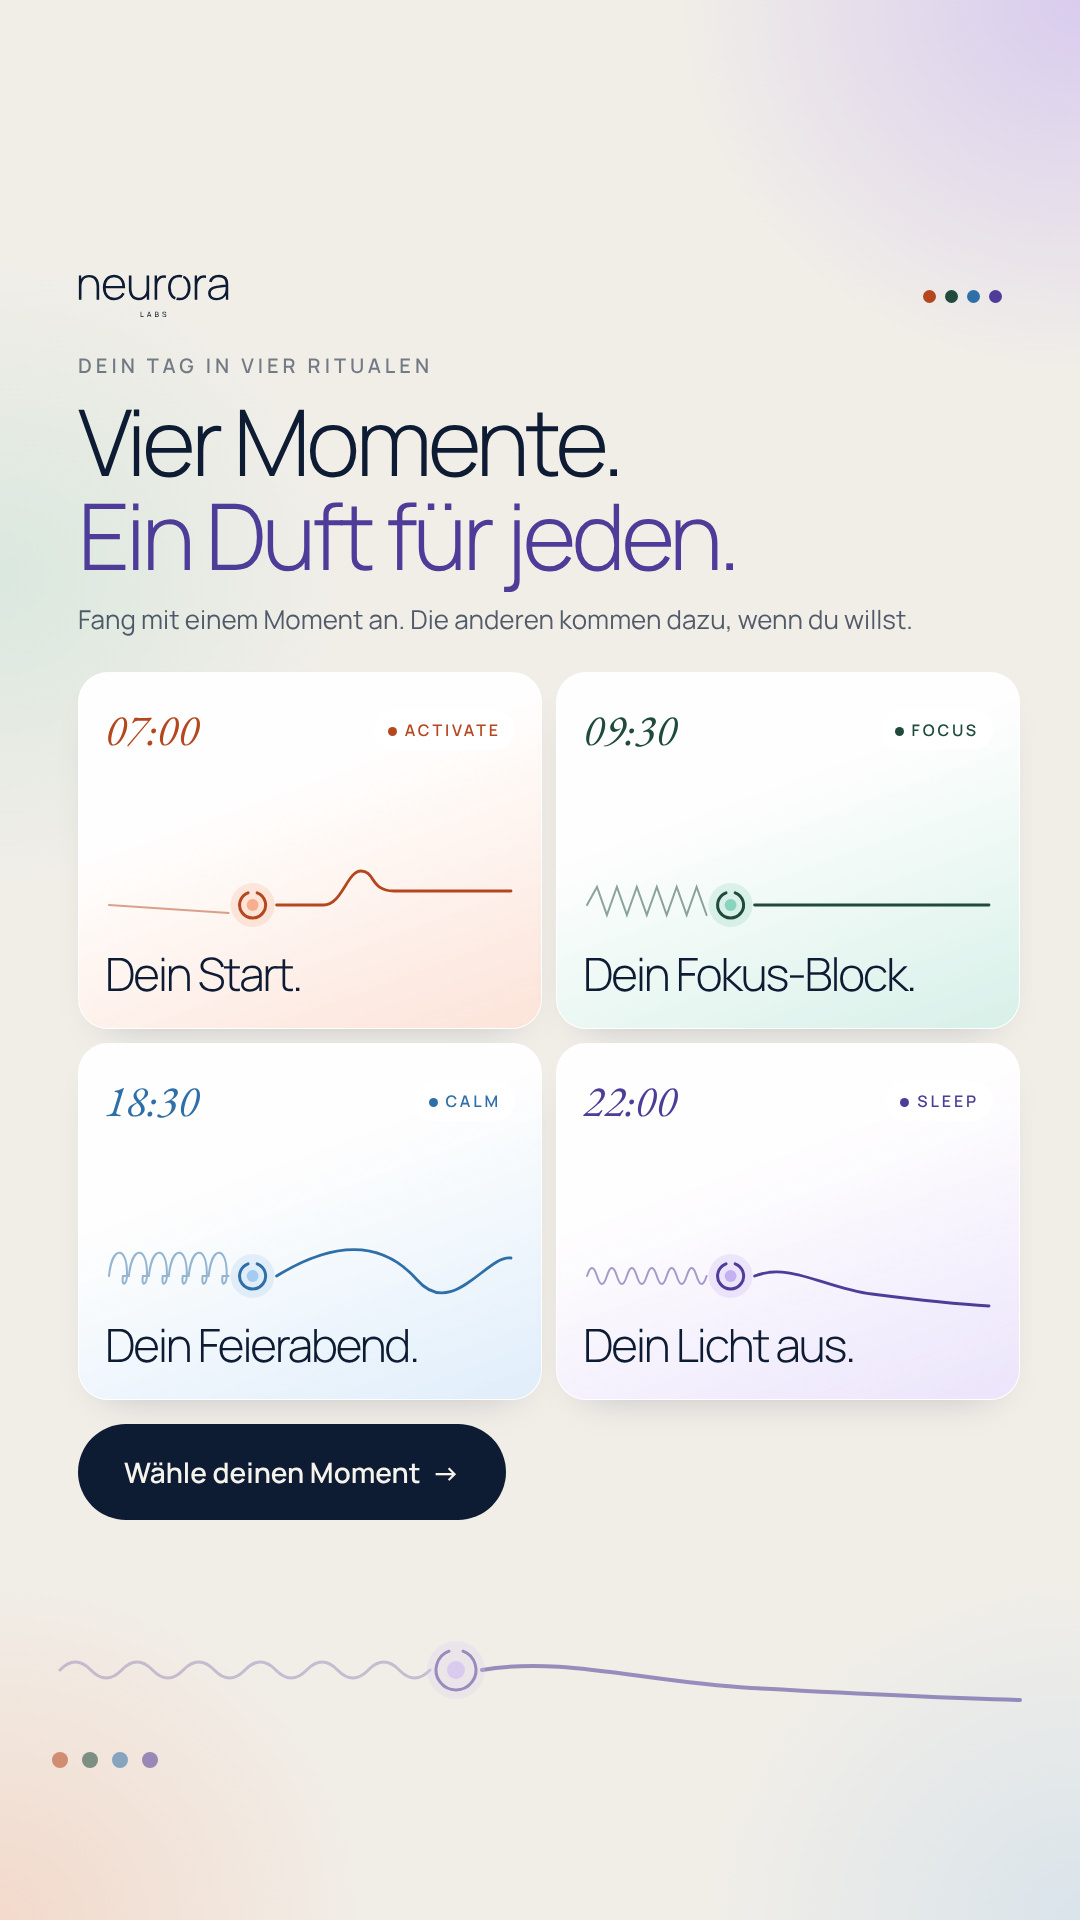 neurora
LABS
DEIN TAG IN VIER RITUALEN
Vier Momente.
Ein Duft für jeden.
Fang mit einem Moment an. Die anderen kommen dazu, wenn du willst.
07:00
ACTIVATE
Dein Start.
09:30
FOCUS
Dein Fokus-Block.
18:30
CALM
Dein Feierabend.
22:00
SLEEP
Dein Licht aus.
Wähle deinen Moment →